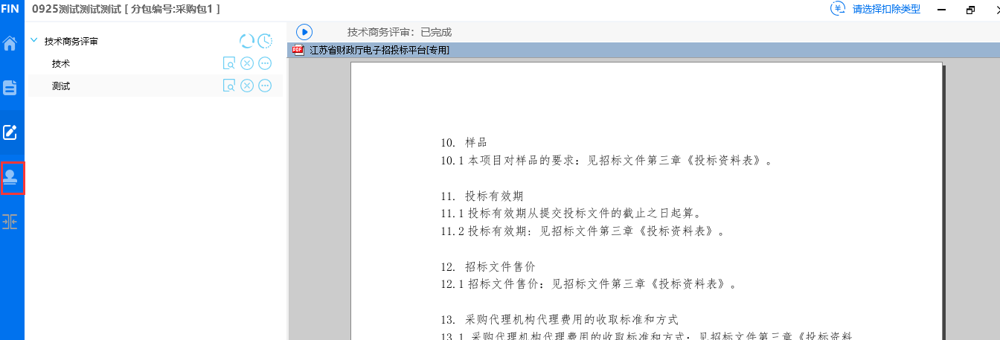 FIN
0925测试测试测试 [ 分包编号:采购包1 ]
请选择扣除类型
技术商务评审
技术
测试
技术商务评审：已完成
PDF
江苏省财政厅电子招投标平台[专用]
10. 样品
10.1 本项目对样品的要求：见招标文件第三章《投标资料表》。
11. 投标有效期
11.1 投标有效期从提交投标文件的截止之日起算。
11.2 投标有效期：见招标文件第三章《投标资料表》。
12. 招标文件售价
12.1 招标文件售价：见招标文件第三章《投标资料表》。
13. 采购代理机构代理费用的收取标准和方式
13.1 采购代理机构代理费用的收取标准和方式：见招标文件第三章《投标资料